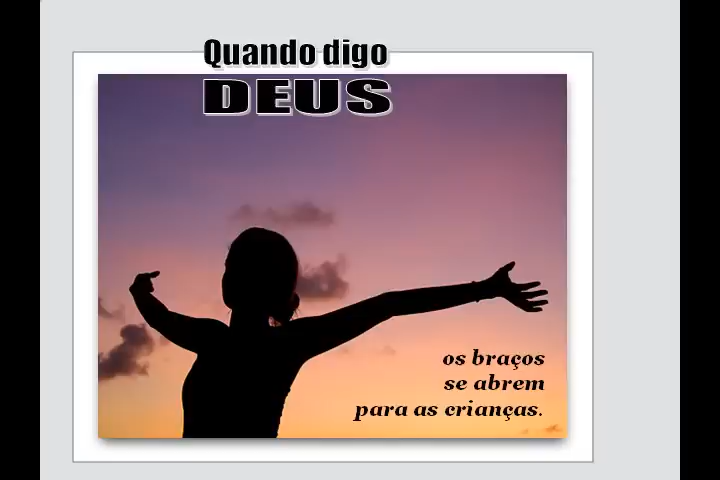 Quando digo
DEUS
os braços
se abrem
para as crianças.